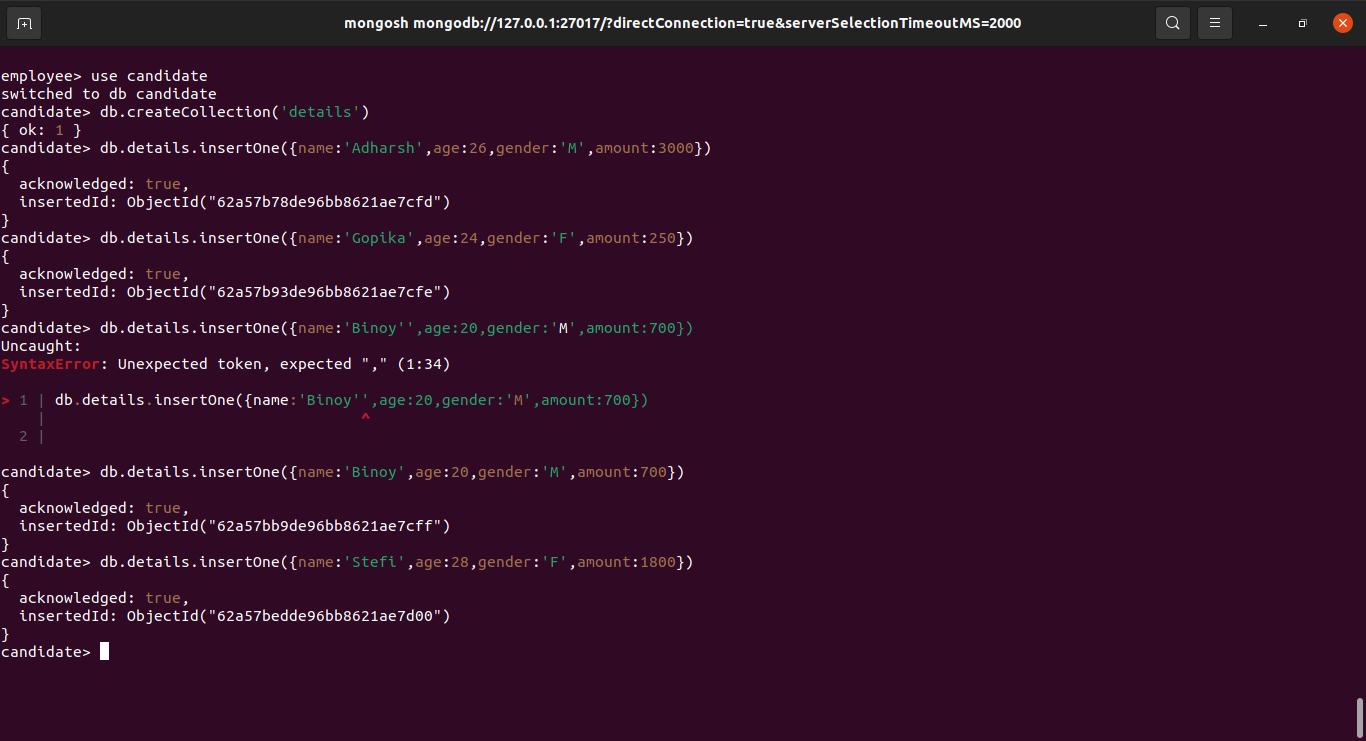 mongosh mongodb://127.0.0.1:27017/?directConnection=true&serverSelectionTimeoutMS=2000
employee> use candidate
switched to db candidate
candidate> db.createCollection('details')
{ ok: 1 }
candidate> db.details.insertOne({name:'Adharsh',age:26,gender:'M',amount:3000})
{
  acknowledged: true,
  insertedId: ObjectId("62a57b78de96bb8621ae7cfd")
}
candidate> db.details.insertOne({name:'Gopika',age:24,gender:'F',amount:250})
{
  acknowledged: true,
  insertedId: ObjectId("62a57b93de96bb8621ae7cfe")
}
candidate> db.details.insertOne({name:'Binoy'',age:20,gender:'M',amount:700})
Uncaught:
SyntaxError: Unexpected token, expected "," (1:34)
> 1 | db.details.insertOne({name:'Binoy'',age:20,gender:'M',amount:700})
    |                                   ^
  2 |
candidate> db.details.insertOne({name:'Binoy',age:20,gender:'M',amount:700})
{
  acknowledged: true,
  insertedId: ObjectId("62a57bb9de96bb8621ae7cff")
}
candidate> db.details.insertOne({name:'Stefi',age:28,gender:'F',amount:1800})
{
  acknowledged: true,
  insertedId: ObjectId("62a57bedde96bb8621ae7d00")
}
candidate>